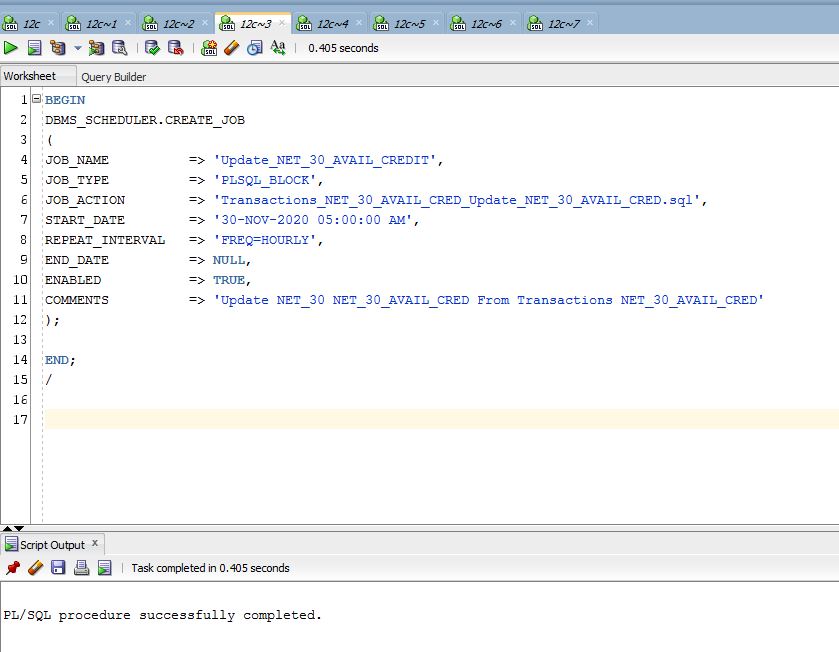 12c 12c~1 12c~2 12c~3 12c~4 12c~5 12c~6 12c~7
0.405 seconds
Worksheet Query Builder
1 BEGIN
2 DBMS_SCHEDULER.CREATE_JOB
3 (
4 JOB_NAME => 'Update_NET_30_AVAIL_CREDIT',
5 JOB_TYPE => 'PLSQL_BLOCK',
6 JOB_ACTION => 'Transactions_NET_30_AVAIL_CRED_Update_NET_30_AVAIL_CRED.sql',
7 START_DATE => '30-NOV-2020 05:00:00 AM',
8 REPEAT_INTERVAL => 'FREQ=HOURLY',
9 END_DATE => NULL,
10 ENABLED => TRUE,
11 COMMENTS => 'Update NET_30 NET_30_AVAIL_CRED From Transactions NET_30_AVAIL_CRED'
12 );
13
14 END;
15 /
16
17
Script Output
Task completed in 0.405 seconds
PL/SQL procedure successfully completed.